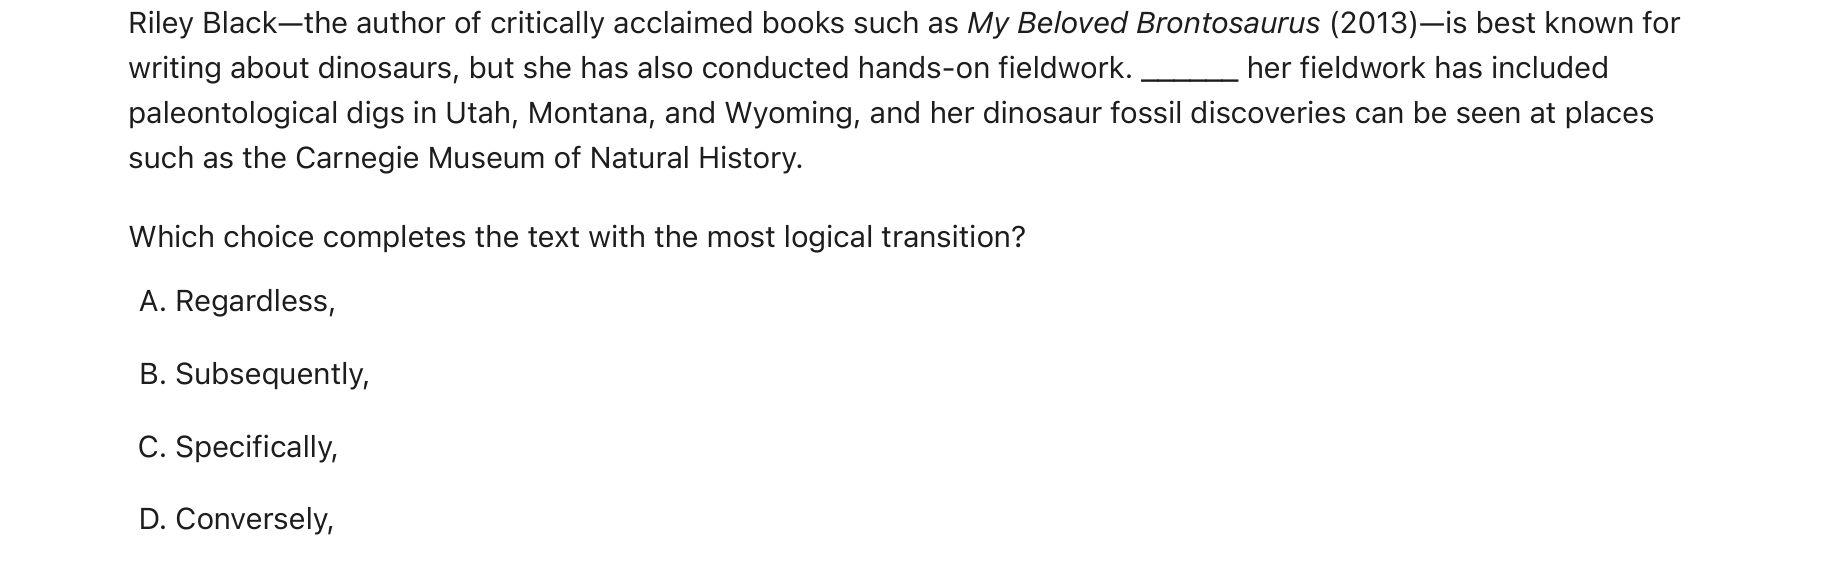 Riley Black—the author of critically acclaimed books such as My Beloved Brontosaurus (2013)—is best known for
writing about dinosaurs, but she has also conducted hands-on fieldwork. ______ her fieldwork has included
paleontological digs in Utah, Montana, and Wyoming, and her dinosaur fossil discoveries can be seen at places
such as the Carnegie Museum of Natural History.
Which choice completes the text with the most logical transition?
A. Regardless,
B. Subsequently,
C. Specifically,
D. Conversely,